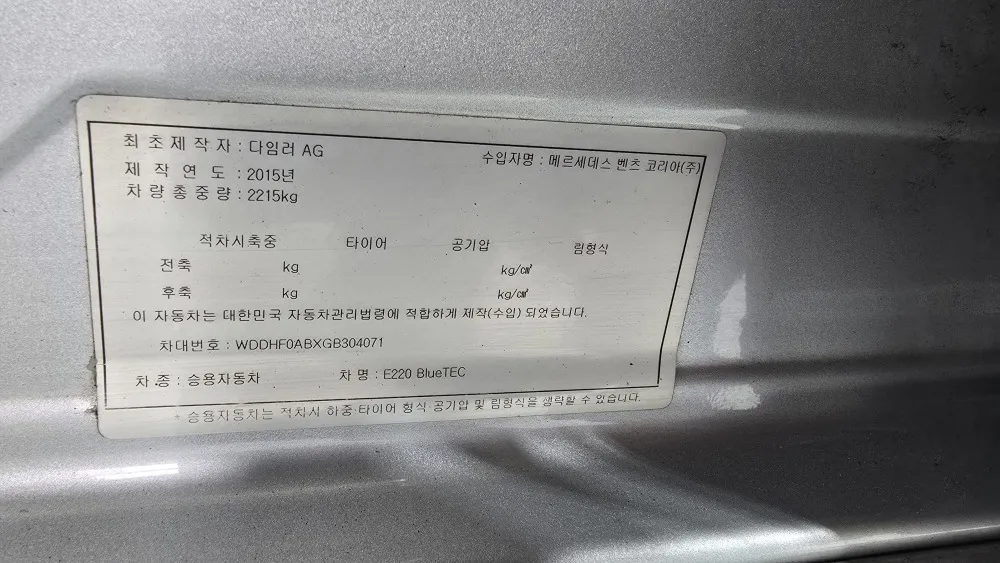 최초제작자 : 다임러 AG
수입자명 : 메르세데스 벤츠 코리아(주)
제작연도 : 2015년
차량총중량 : 2215kg
적차시축중 타이어 공기압 림형식
전축 kg kg/㎠
후축 kg kg/㎠
이 자동차는 대한민국 자동차관리법령에 적합하게 제작(수입) 되었습니다.
차대번호 : WDDHF0ABXGB304071
차종 : 승용자동차 차명 : E220 BlueTEC
* 승용자동차는 적차시 하중·타이어 형식·공기압 및 림형식을 생략할 수 있습니다.